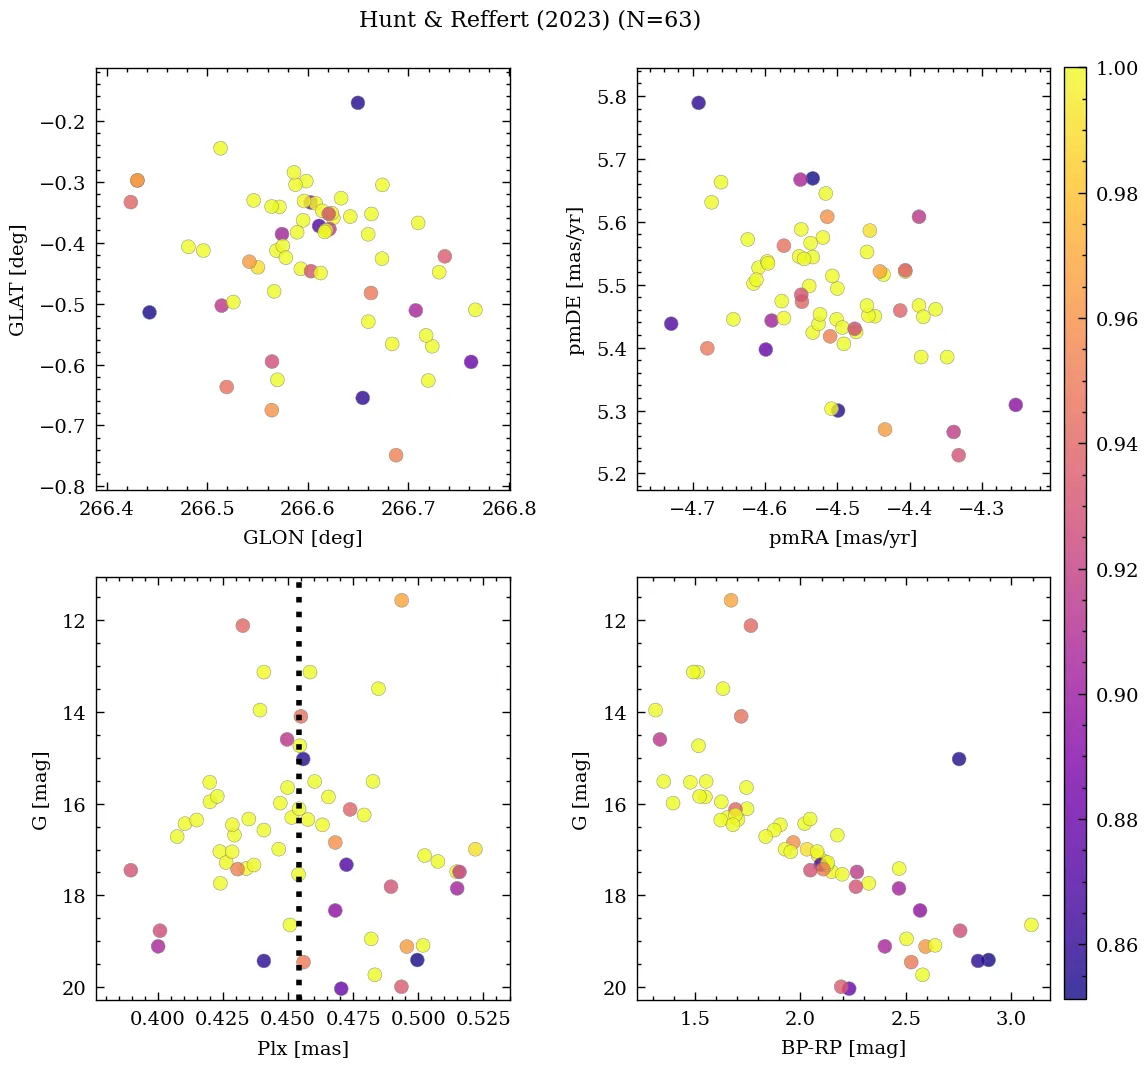 Hunt & Reffert (2023) (N=63)
−0.2
−0.3
−0.4
−0.5
−0.6
−0.7
−0.8
GLAT [deg]
266.4 266.5 266.6 266.7 266.8
GLON [deg]
5.8
5.7
5.6
5.5
5.4
5.3
5.2
pmDE [mas/yr]
−4.7 −4.6 −4.5 −4.4 −4.3
pmRA [mas/yr]
12
14
16
18
20
G [mag]
0.400 0.425 0.450 0.475 0.500 0.525
Plx [mas]
12
14
16
18
20
G [mag]
1.5 2.0 2.5 3.0
BP-RP [mag]
1.00
0.98
0.96
0.94
0.92
0.90
0.88
0.86